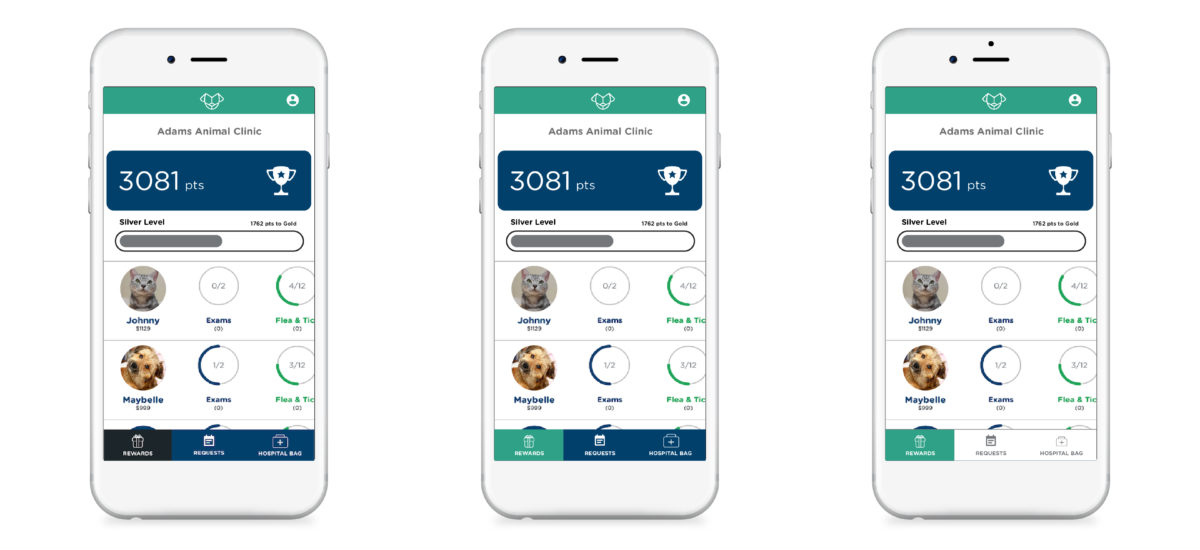 Adams Animal Clinic
3081 pts
Silver Level 1762 pts to Gold
0/2 4/12
Johnny Exams Flea & Tic
$1129 (0) (0)
1/2 3/12
Maybelle Exams Flea & Tic
$999 (0) (0)
REWARDS REQUESTS HOSPITAL BAG
Adams Animal Clinic
3081 pts
Silver Level 1762 pts to Gold
0/2 4/12
Johnny Exams Flea & Tic
$1129 (0) (0)
1/2 3/12
Maybelle Exams Flea & Tic
$999 (0) (0)
REWARDS REQUESTS HOSPITAL BAG
Adams Animal Clinic
3081 pts
Silver Level 1762 pts to Gold
0/2 4/12
Johnny Exams Flea & Tic
$1129 (0) (0)
1/2 3/12
Maybelle Exams Flea & Tic
$999 (0) (0)
REWARDS REQUESTS HOSPITAL BAG